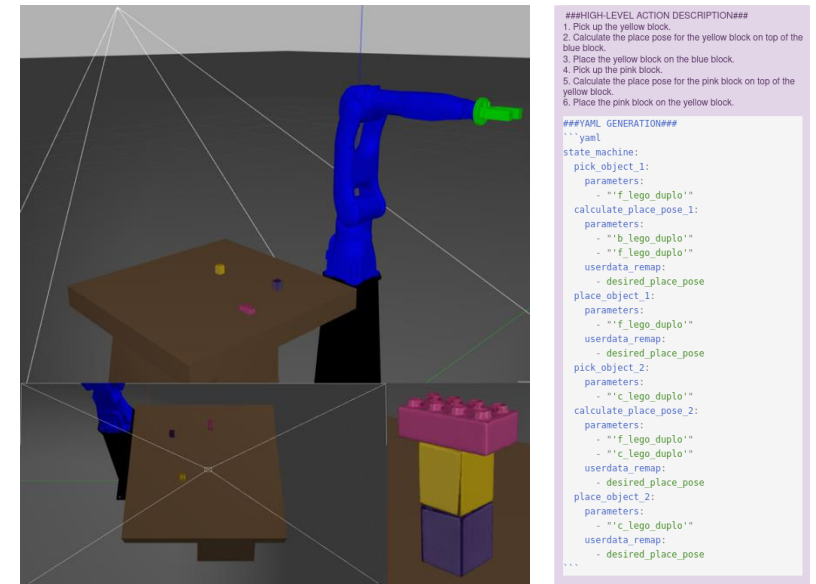 ###HIGH-LEVEL ACTION DESCRIPTION###
1. Pick up the yellow block.
2. Calculate the place pose for the yellow block on top of the
blue block.
3. Place the yellow block on the blue block.
4. Pick up the pink block.
5. Calculate the place pose for the pink block on top of the
yellow block.
6. Place the pink block on the yellow block.
###YAML GENERATION###
```yaml
state_machine:
  pick_object_1:
    parameters:
      - "'f_lego_duplo'"
  calculate_place_pose_1:
    parameters:
      - "'b_lego_duplo'"
      - "'f_lego_duplo'"
    userdata_remap:
      - desired_place_pose
  place_object_1:
    parameters:
      - "'f_lego_duplo'"
    userdata_remap:
      - desired_place_pose
  pick_object_2:
    parameters:
      - "'c_lego_duplo'"
  calculate_place_pose_2:
    parameters:
      - "'f_lego_duplo'"
      - "'c_lego_duplo'"
    userdata_remap:
      - desired_place_pose
  place_object_2:
    parameters:
      - "'c_lego_duplo'"
    userdata_remap:
      - desired_place_pose
```